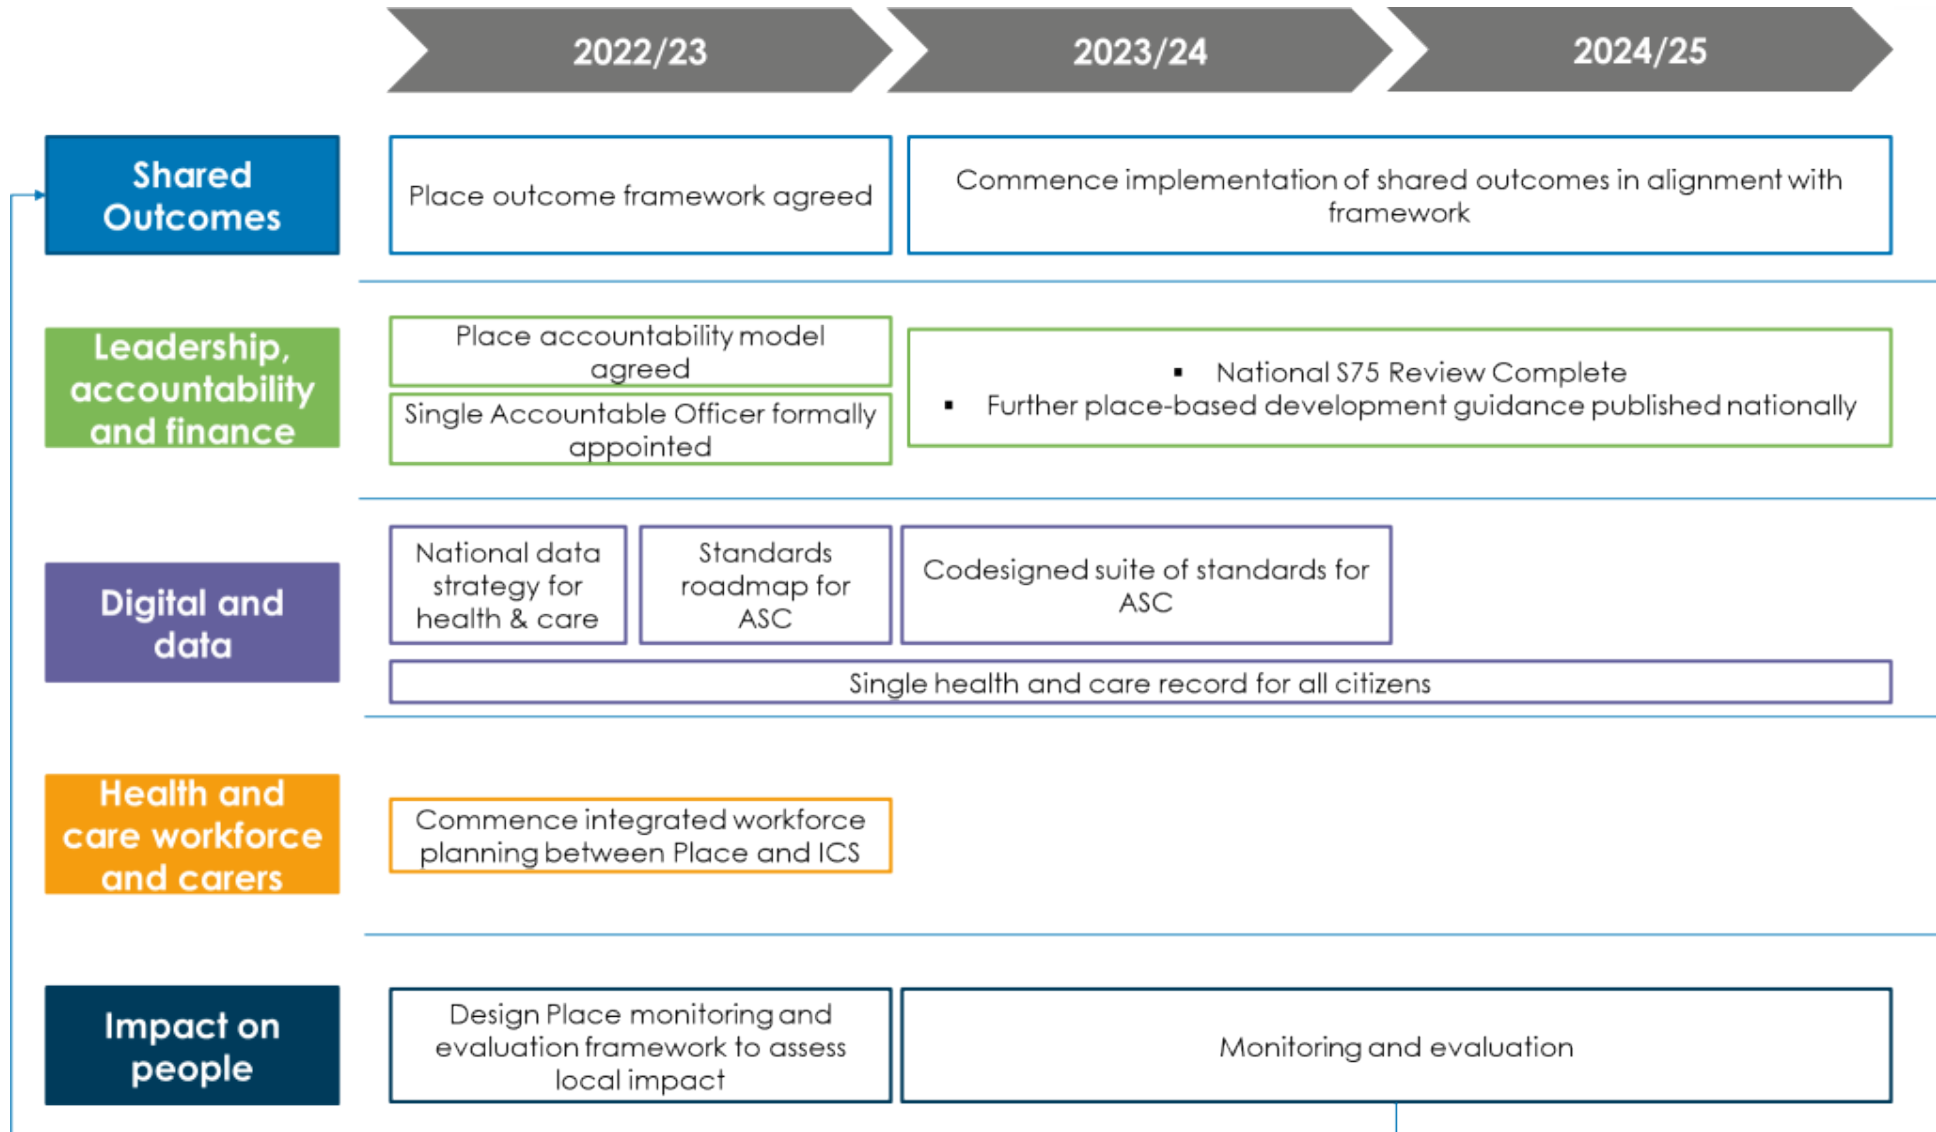 2022/23
2023/24
2024/25
Shared
Outcomes
Place outcome framework agreed
Commence implementation of shared outcomes in alignment with
framework
Leadership,
accountability
and finance
Place accountability model
agreed
Single Accountable Officer formally
appointed
▪ National S75 Review Complete
▪ Further place-based development guidance published nationally
Digital and
data
National data
strategy for
health & care
Standards
roadmap for
ASC
Codesigned suite of standards for
ASC
Single health and care record for all citizens
Health and
care workforce
and carers
Commence integrated workforce
planning between Place and ICS
Impact on
people
Design Place monitoring and
evaluation framework to assess
local impact
Monitoring and evaluation